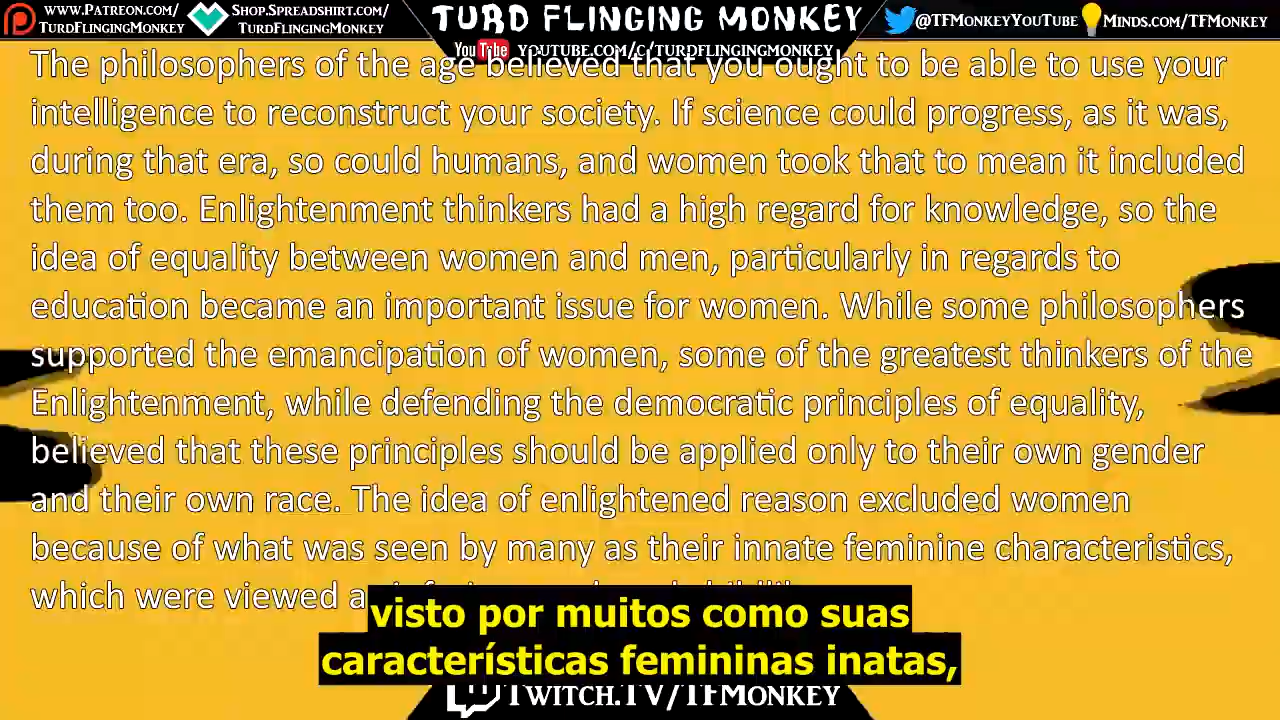 www.Patreon.com/
TurdFlingingMonkey
Shop.Spreadshirt.com/
TurdFlingingMonkey
TURD FLINGING MONKEY
YouTube youtube.com/c/turdflingingmonkey
@TFMonkeyYouTube
Minds.com/TFMonkey
The philosophers of the age believed that you ought to be able to use your
intelligence to reconstruct your society. If science could progress, as it was,
during that era, so could humans, and women took that to mean it included
them too. Enlightenment thinkers had a high regard for knowledge, so the
idea of equality between women and men, particularly in regards to
education became an important issue for women. While some philosophers
supported the emancipation of women, some of the greatest thinkers of the
Enlightenment, while defending the democratic principles of equality,
believed that these principles should be applied only to their own gender
and their own race. The idea of enlightened reason excluded women
because of what was seen by many as their innate feminine characteristics,
which were viewed
visto por muitos como suas
características femininas inatas,
Twitch.TV/TFMonkey